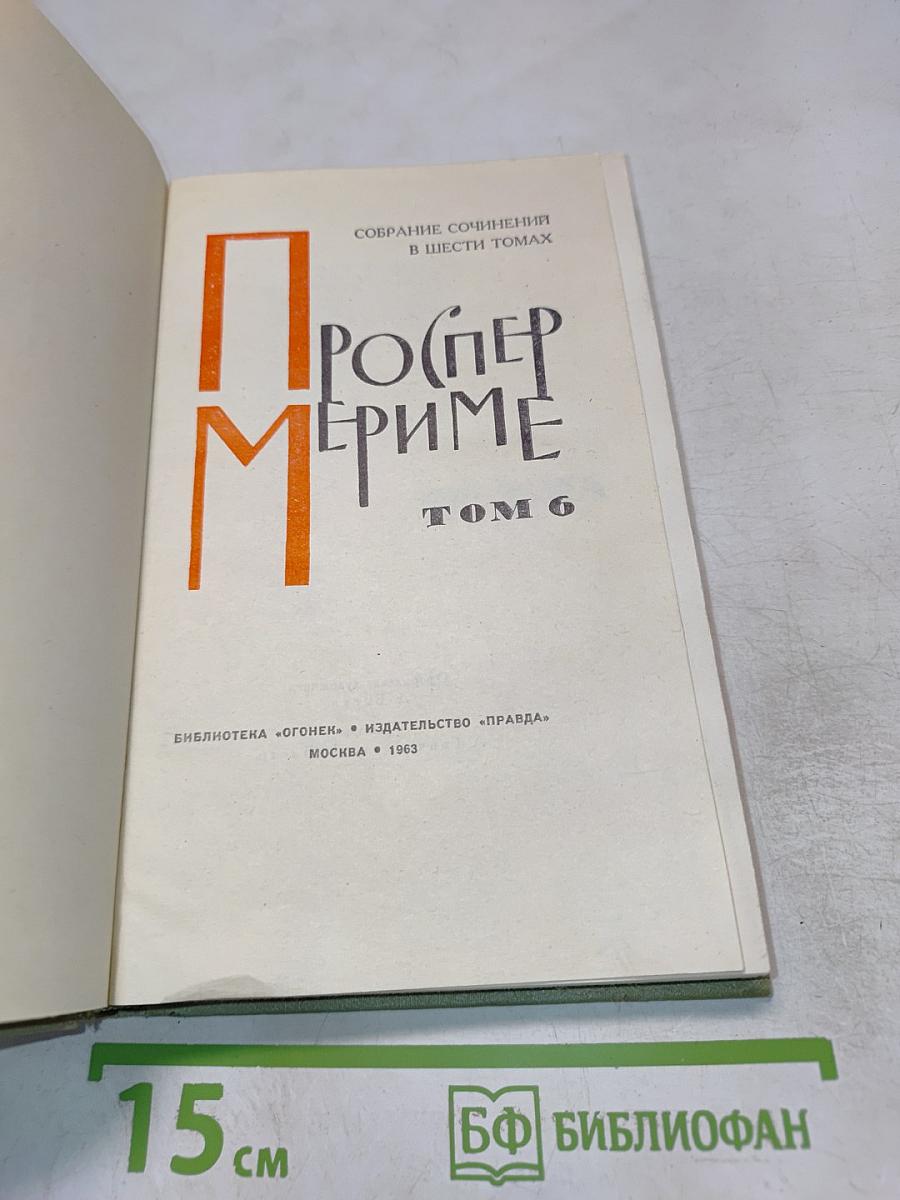 СОБРАНИЕ СОЧИНЕНИЙ
В ШЕСТИ ТОМАХ
ПРОСПЕР
МЕРИМЕ
ТОМ 6
БИБЛИОТЕКА «ОГОНЕК» • ИЗДАТЕЛЬСТВО «ПРАВДА»
МОСКВА • 1963
15 см
БФ БИБЛИОФАН